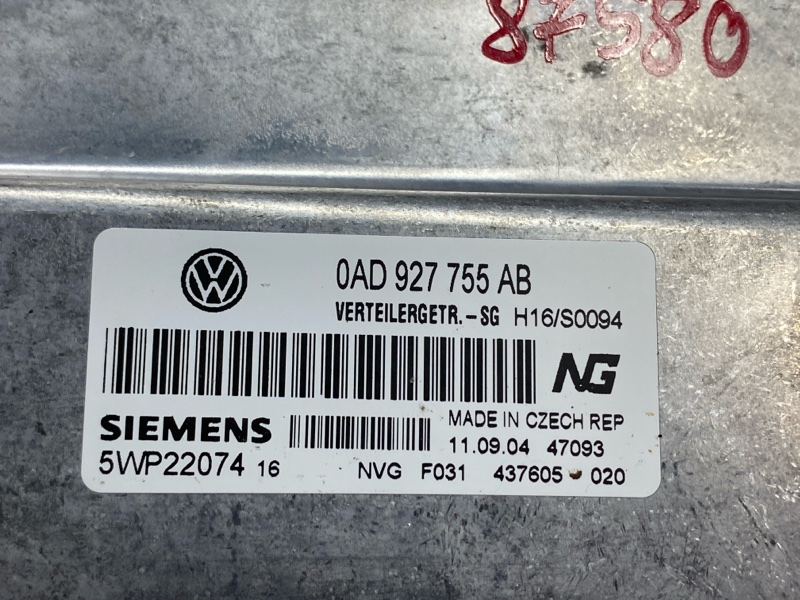 87580
VW
0AD 927 755 AB
VERTEILERGETR.-SG H16/S0094
NG
SIEMENS MADE IN CZECH REP
11.09.04 47093
5WP22074 16 NVG F031 437605 020